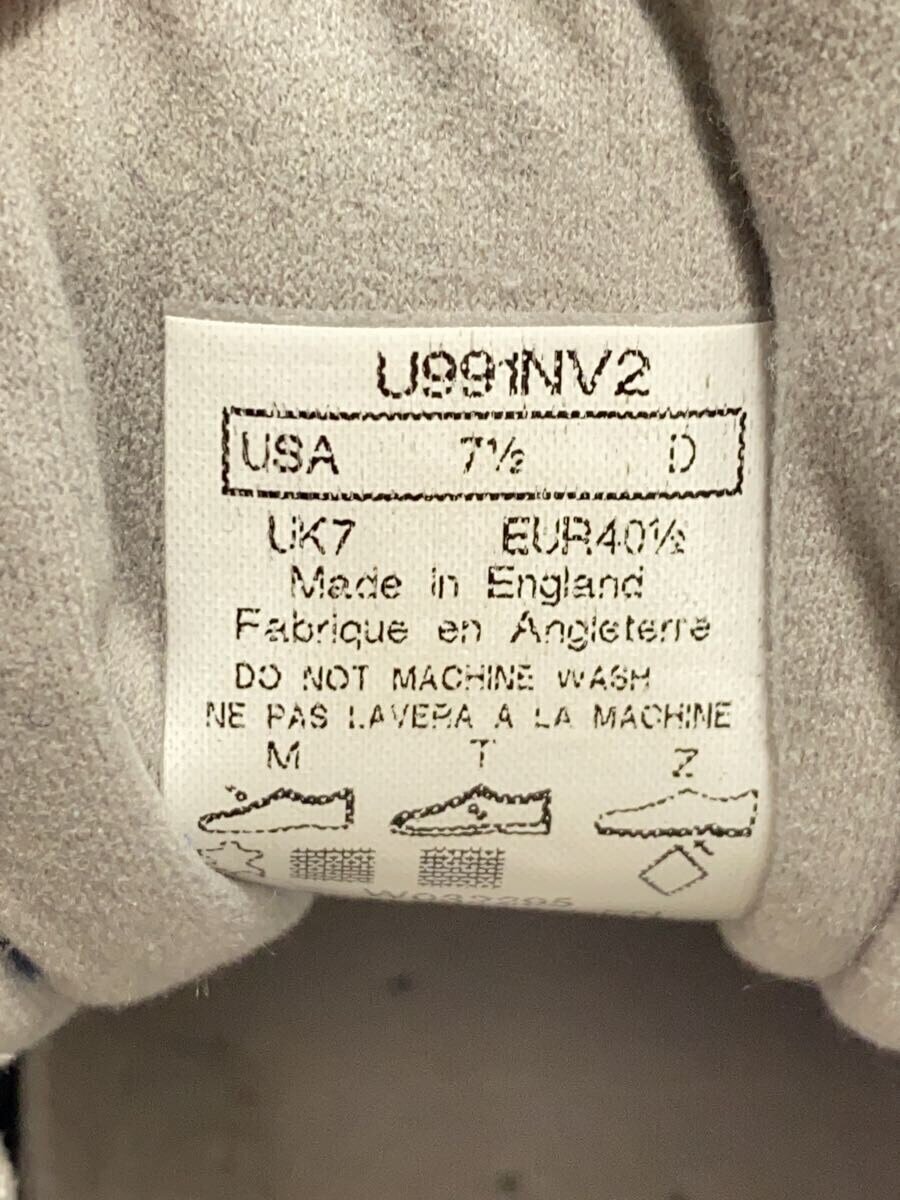 U991NV2
USA 7½ D
UK7 EUR40½
Made in England
Fabrique en Angleterre
DO NOT MACHINE WASH
NE PAS LAVERA A LA MACHINE
M T Z